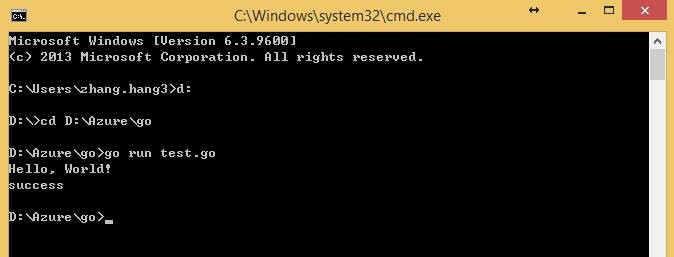 C:\Windows\system32\cmd.exe
Microsoft Windows [Version 6.3.9600]
(c) 2013 Microsoft Corporation. All rights reserved.
C:\Users\zhang.hang3>d:
D:\>cd D:\Azure\go
D:\Azure\go>go run test.go
Hello, World!
success
D:\Azure\go>_